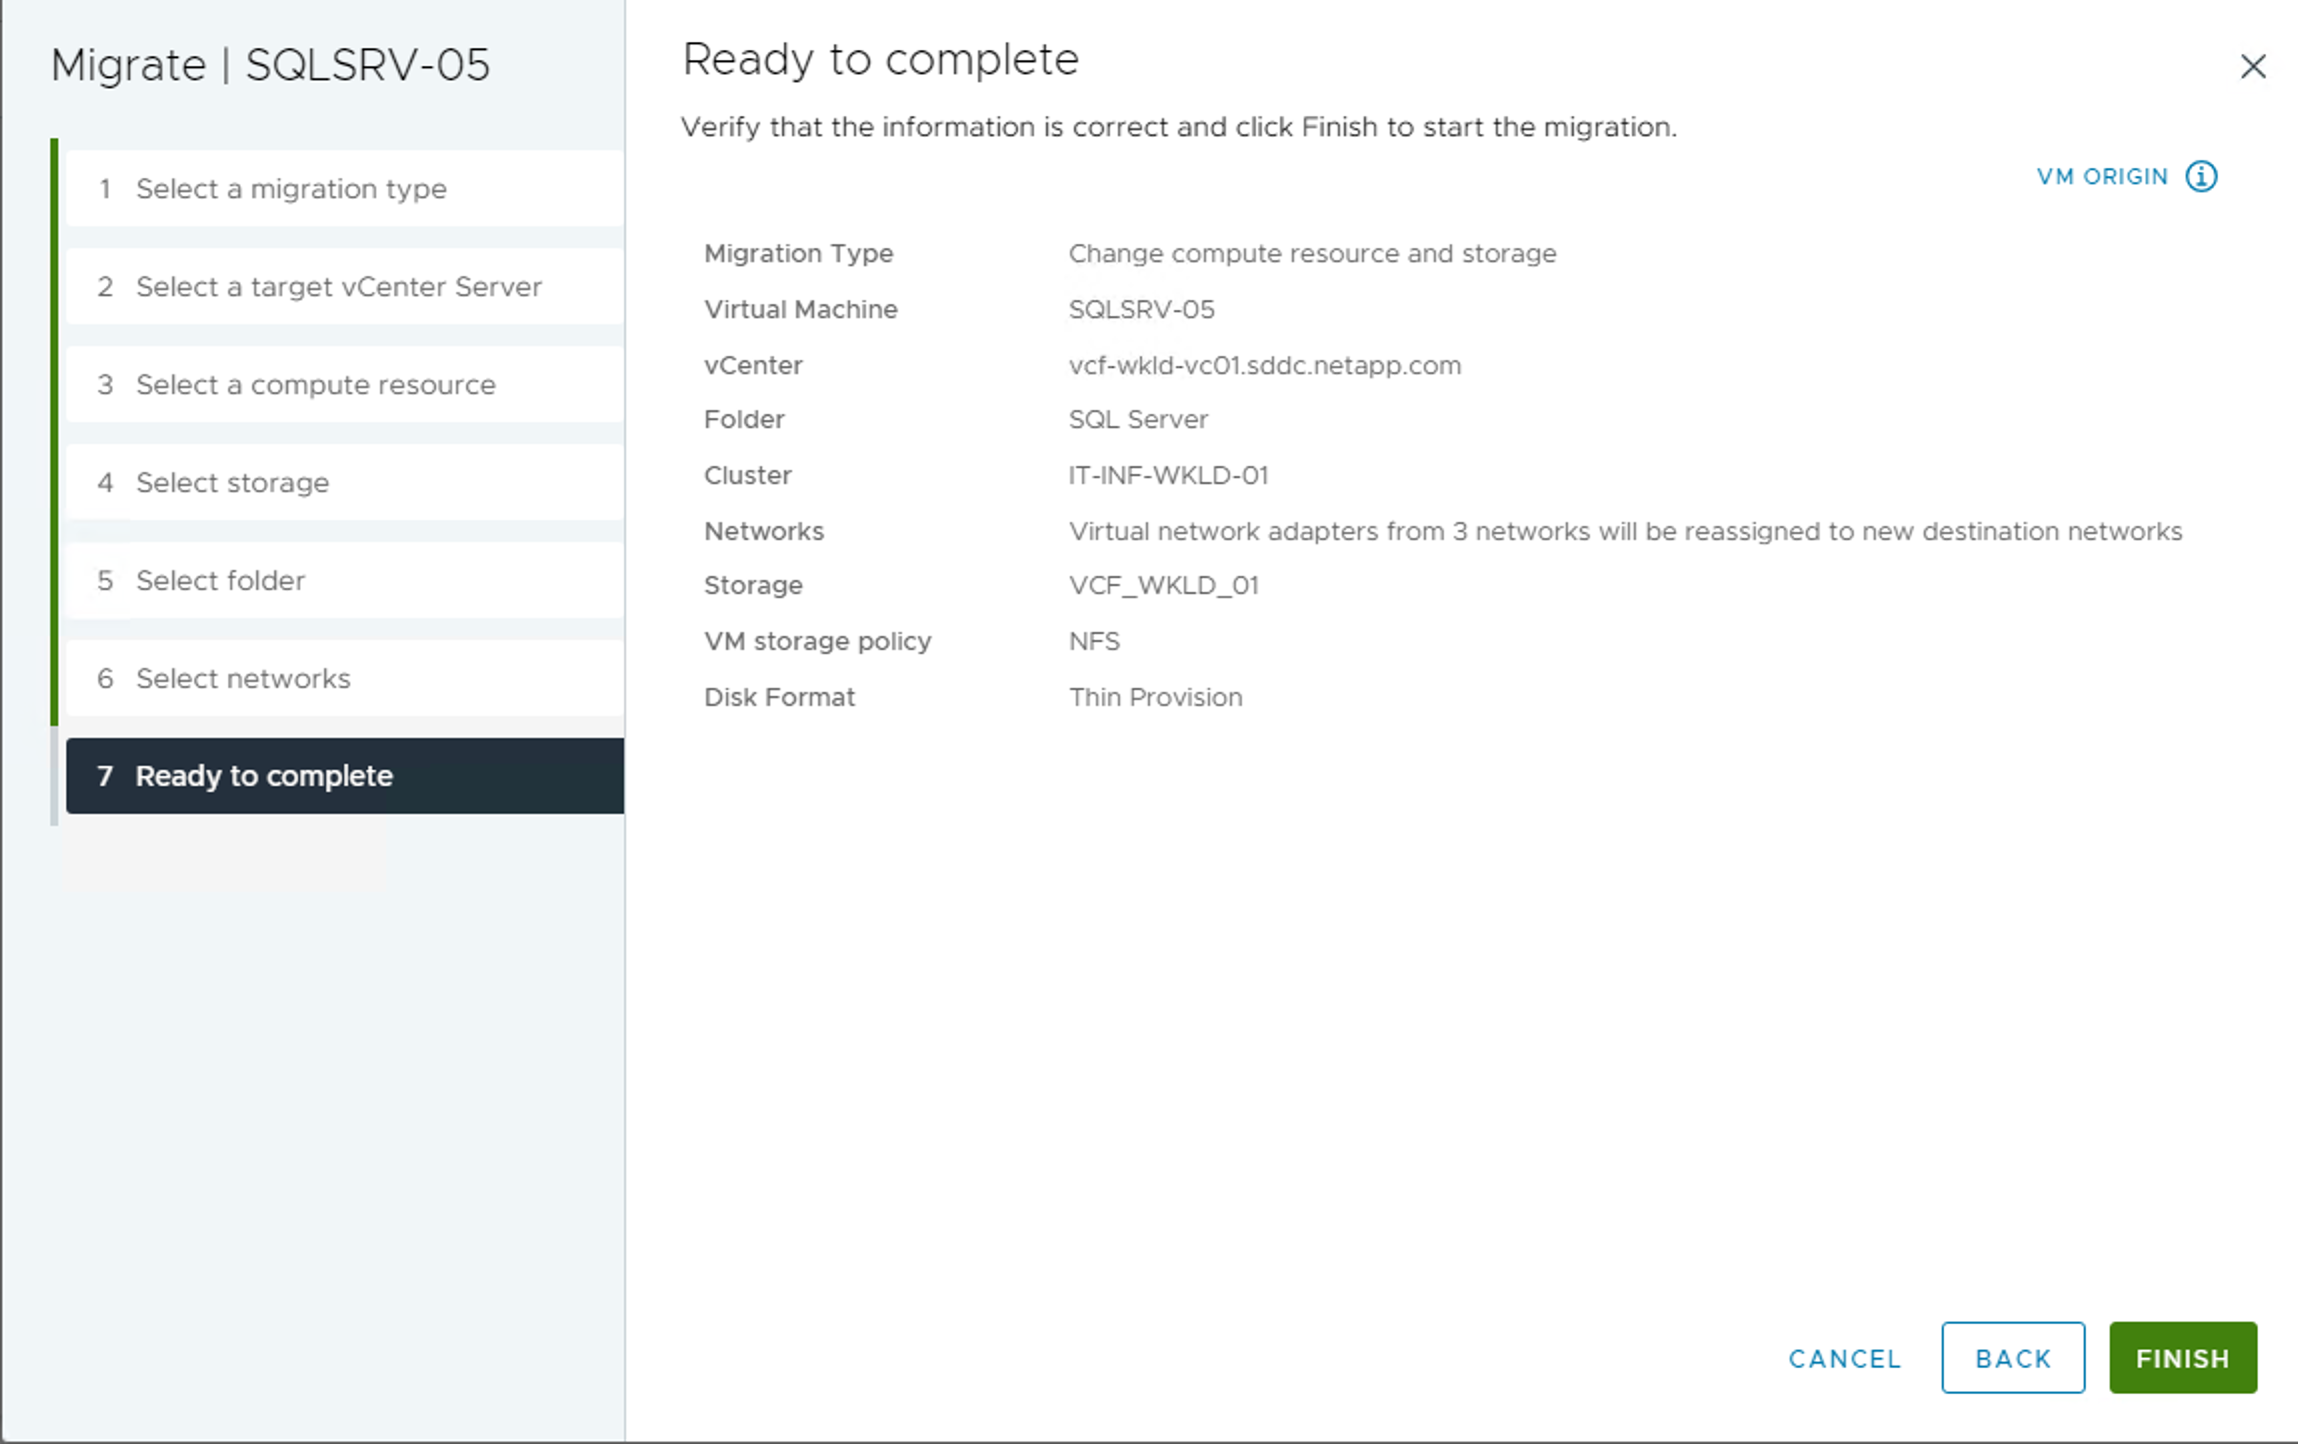 Migrate | SQLSRV-05
1 Select a migration type
2 Select a target vCenter Server
3 Select a compute resource
4 Select storage
5 Select folder
6 Select networks
7 Ready to complete
Ready to complete
Verify that the information is correct and click Finish to start the migration.
VM ORIGIN
Migration Type Change compute resource and storage
Virtual Machine SQLSRV-05
vCenter vcf-wkld-vc01.sddc.netapp.com
Folder SQL Server
Cluster IT-INF-WKLD-01
Networks Virtual network adapters from 3 networks will be reassigned to new destination networks
Storage VCF_WKLD_01
VM storage policy NFS
Disk Format Thin Provision
CANCEL BACK FINISH